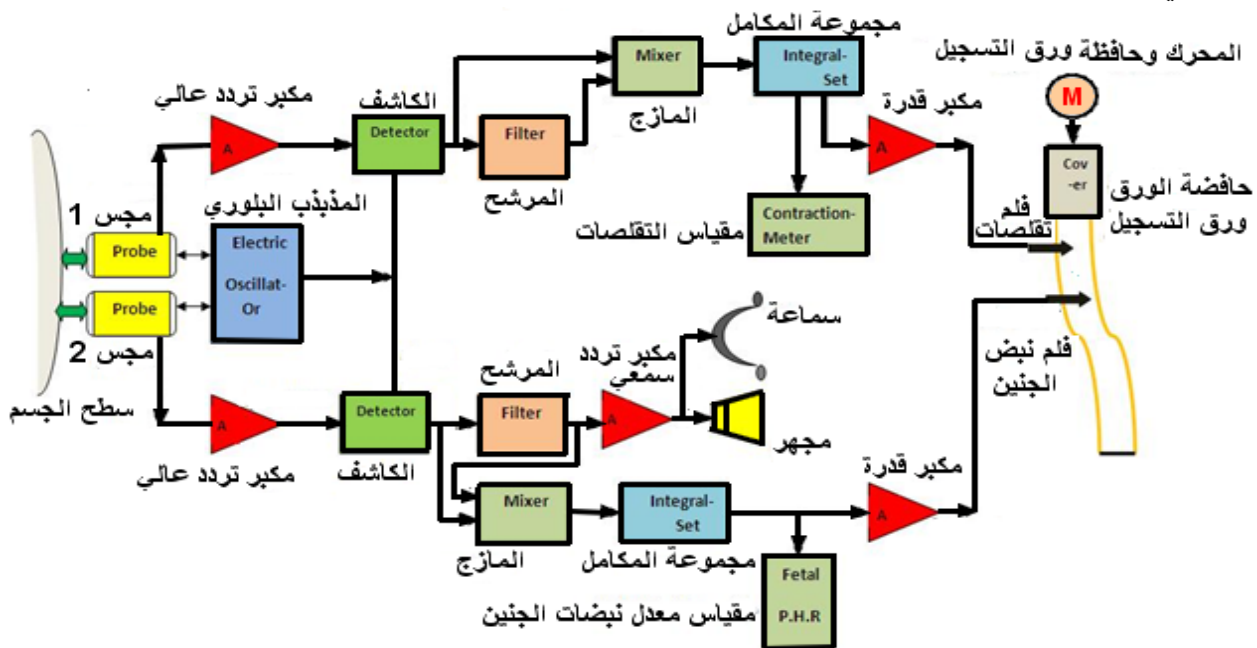 مجموعة المكامل
Mixer
Integral-
Set
المحرك وحافظة ورق التسجيل
M
مكبر تردد عالي
الكاشف
المازج
مكبر قدرة
A
Detector
Filter
A
Cov
-er
حافضة الورق
ورق التسجيل
المرشح
المذبذب البلوري
مجس 1
Probe
Electric
Oscillat-
Or
مقياس التقلصات
Contraction-
Meter
قلم
تقلصات
Probe
مجس 2
سطح الجسم
سماعة
مكبر تردد
سمعي
المرشح
قلم نبض
الجنين
A
Detector
Filter
A
مجهر
مكبر تردد عالي
الكاشف
مكبر قدرة
Mixer
Integral-
Set
A
المازج
مجموعة المكامل
Fetal
P.H.R
مقياس معدل نبضات الجنين